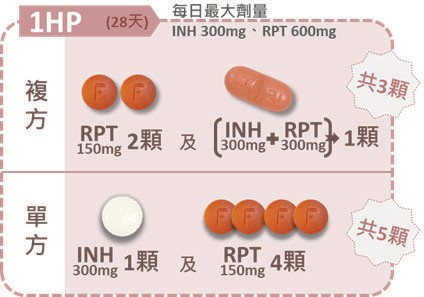 1HP (28天) 每日最大劑量
INH 300mg、RPT 600mg
複方
F F
RPT 150mg 2顆 及 (INH 300mg + RPT 300mg) 1顆
共3顆
單方
F F F F
INH 300mg 1顆 及 RPT 150mg 4顆
共5顆